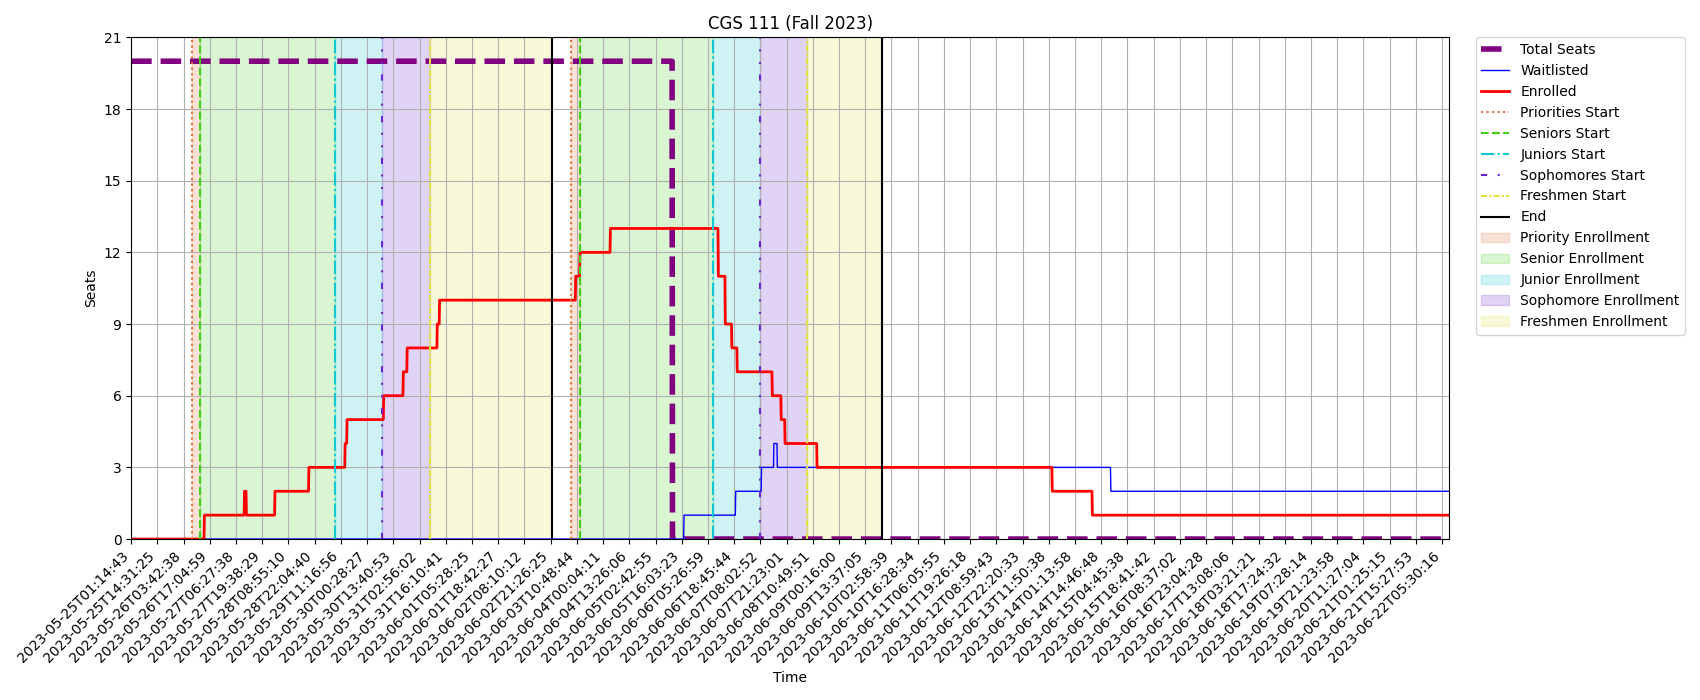 CGS 111 (Fall 2023)
21
18
15
12
9
6
3
0
Seats
2023-05-25T01:14:43
2023-05-25T14:31:25
2023-05-26T03:42:38
2023-05-26T17:04:59
2023-05-27T06:27:38
2023-05-27T19:38:29
2023-05-28T08:55:10
2023-05-28T22:04:40
2023-05-29T11:16:56
2023-05-30T00:28:27
2023-05-30T13:40:53
2023-05-31T02:56:02
2023-05-31T16:10:41
2023-06-01T05:28:25
2023-06-01T18:42:27
2023-06-02T08:10:12
2023-06-02T21:26:25
2023-06-03T10:48:44
2023-06-04T00:04:11
2023-06-04T13:26:06
2023-06-05T02:42:55
2023-06-05T16:03:23
2023-06-06T05:26:59
2023-06-06T18:45:44
2023-06-07T08:02:52
2023-06-07T21:23:01
2023-06-08T10:49:51
2023-06-09T00:16:00
2023-06-09T13:37:05
2023-06-10T02:58:39
2023-06-10T16:28:34
2023-06-11T06:05:55
2023-06-11T19:26:18
2023-06-12T08:59:43
2023-06-12T22:20:33
2023-06-13T11:50:38
2023-06-14T01:13:58
2023-06-14T14:46:48
2023-06-15T04:45:38
2023-06-15T18:41:42
2023-06-16T08:37:02
2023-06-16T23:04:28
2023-06-17T13:08:06
2023-06-18T03:21:21
2023-06-18T17:24:32
2023-06-19T07:28:14
2023-06-19T21:23:58
2023-06-20T11:27:04
2023-06-21T01:25:15
2023-06-21T15:27:53
2023-06-22T05:30:16
Time
Total Seats
Waitlisted
Enrolled
Priorities Start
Seniors Start
Juniors Start
Sophomores Start
Freshmen Start
End
Priority Enrollment
Senior Enrollment
Junior Enrollment
Sophomore Enrollment
Freshmen Enrollment